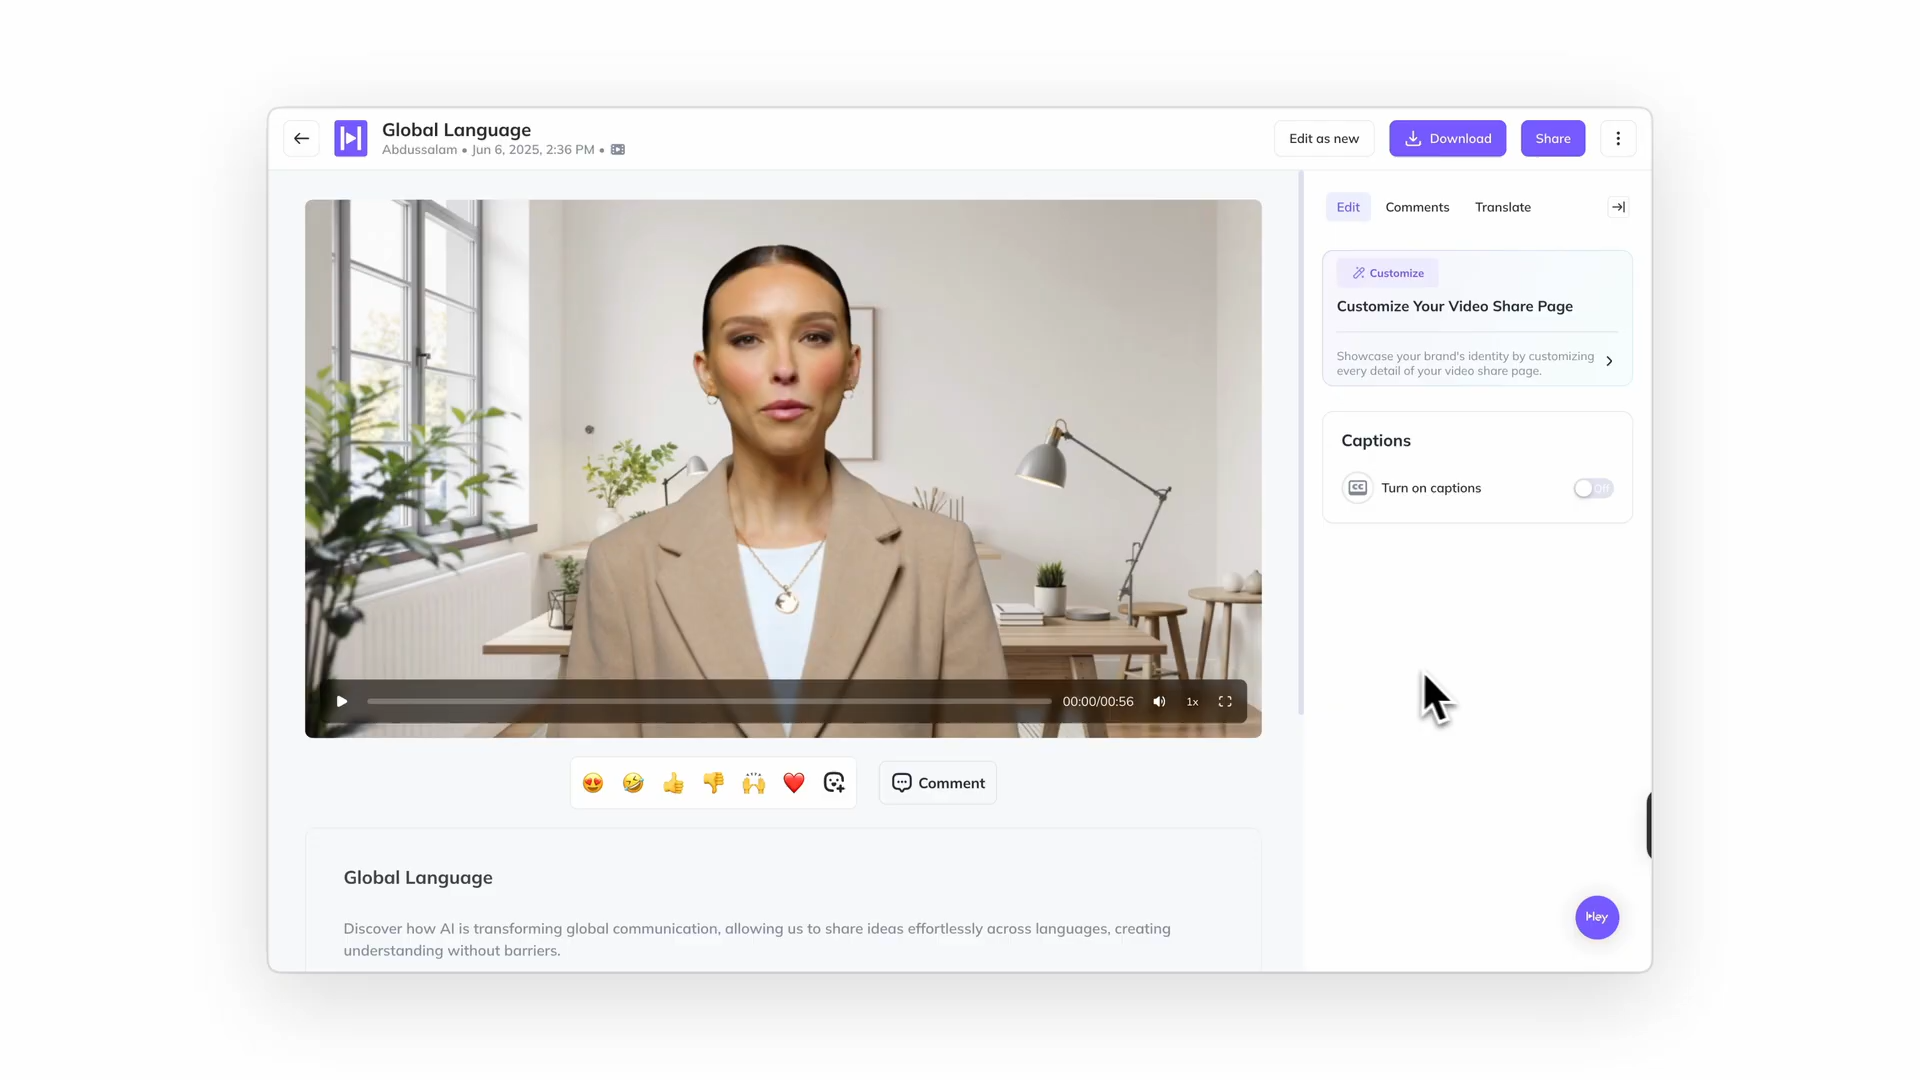 Global Language
Abdussalam • Jun 6, 2025, 2:36 PM •
Edit as new
Download
Share
Edit
Comments
Translate
Customize
Customize Your Video Share Page
Showcase your brand's identity by customizing
every detail of your video share page.
Captions
CC
Turn on captions
Off
00:00/00:56
1x
Comment
Global Language
Discover how AI is transforming global communication, allowing us to share ideas effortlessly across languages, creating
understanding without barriers.
Hey